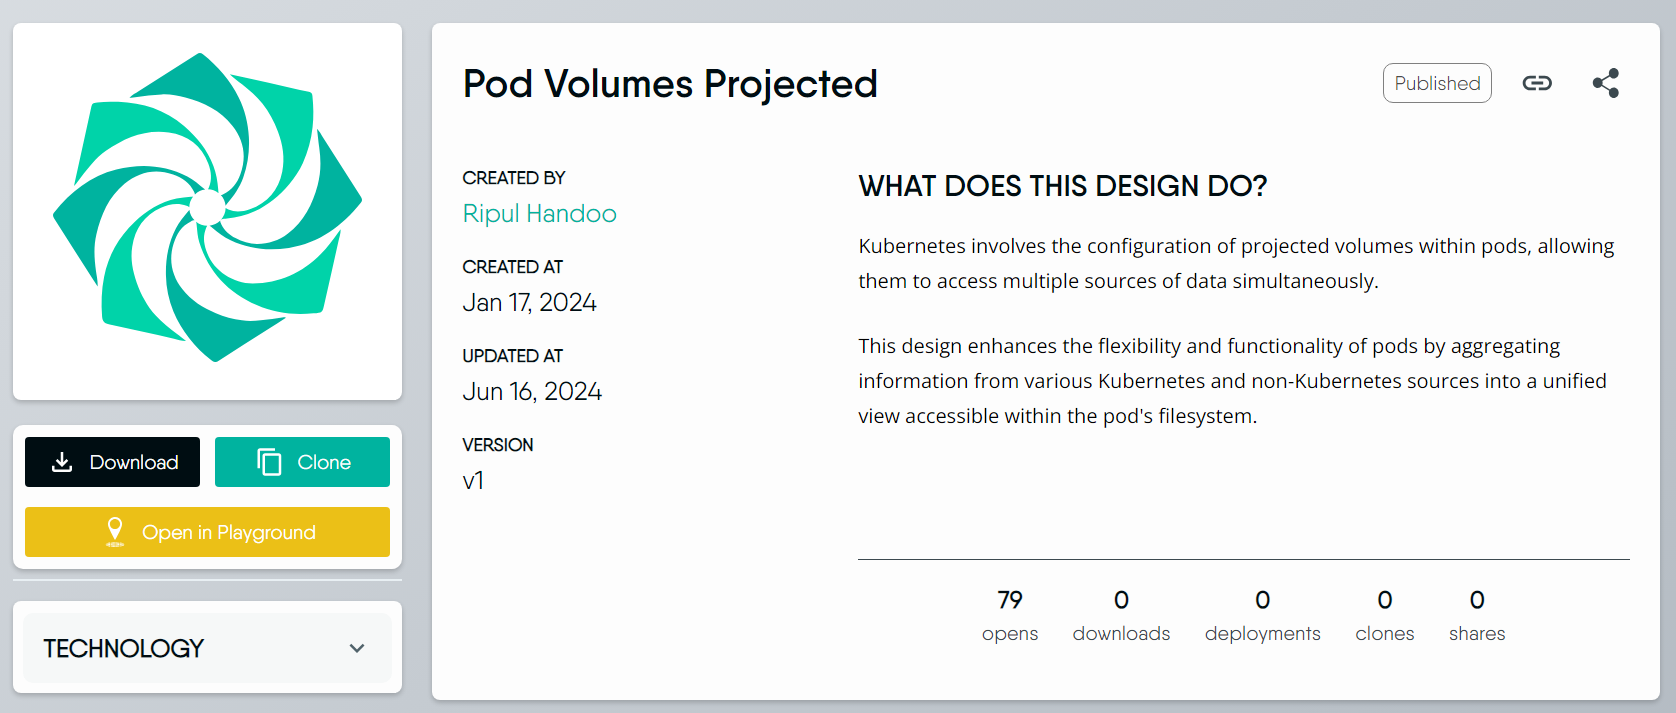 Pod Volumes Projected
Published
CREATED BY
Ripul Handoo
CREATED AT
Jan 17, 2024
UPDATED AT
Jun 16, 2024
VERSION
v1
WHAT DOES THIS DESIGN DO?
Kubernetes involves the configuration of projected volumes within pods, allowing
them to access multiple sources of data simultaneously.
This design enhances the flexibility and functionality of pods by aggregating
information from various Kubernetes and non-Kubernetes sources into a unified
view accessible within the pod's filesystem.
79 0 0 0 0
opens downloads deployments clones shares
Download Clone
Open in Playground
TECHNOLOGY